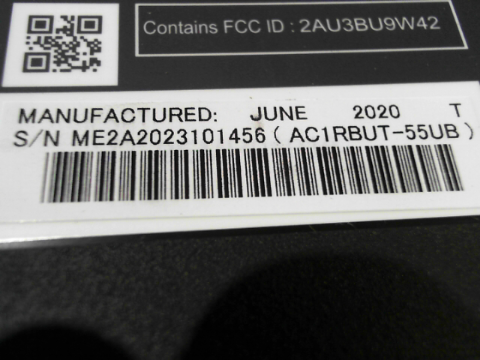 Contains FCC ID : 2AU3BU9W42
MANUFACTURED: JUNE 2020 T
S/N ME2A2023101456 ( AC1RBUT-55UB )